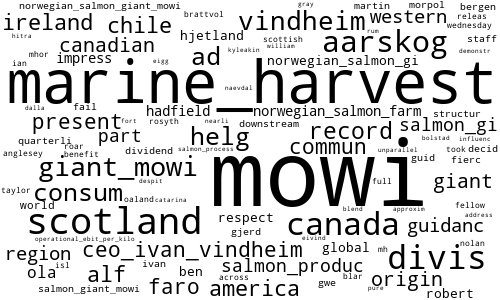 norwegian_salmon_giant_mowi brattvol gray martin morpol bergen
ireland chile vindheim western releas wednesday
hitra hjetland scottish william rum aarskog staff
canadian ad kyleakin demonstr
ian mhor impress eigg norwegian_salmon_gi
marine_harvest
dalla naevdal
fall hadfield norwegian_salmon_farm structur
present fort rosyth nearli downstream salmon_gi
quarterli part helg record bolstad influenc
anglesey roar benefit dividend salmon_process commun unparallel guid took decid fierc
giant_mowi mowi full giant
despit
taylor consum oaland catarina
world blend approxim fellow address
scotland respect canada guidanc
operational_ebit_per_kilo gjerd eivind
region ceo_ivan_vindheim global mh divis nolan
isl ivan
ola alf ben across salmon_produc blar origin
salmon_giant_mowi faro america gwe pure robert